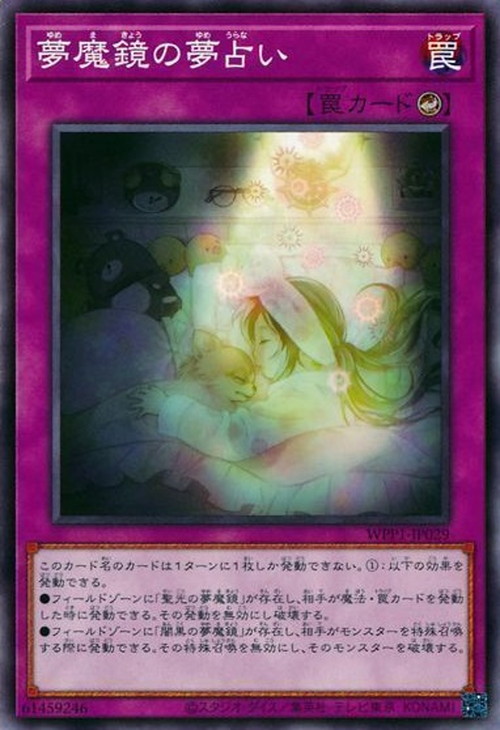 夢魔鏡の夢占い
トラップ
罠
【罠カード】
WPP1-JP029
このカード名のカードは1ターンに1枚しか発動できない。①:以下の効果を
発動できる。
●フィールドゾーンに「聖光の夢魔鏡」が存在し、相手が魔法・罠カードを発動
した時に発動できる。その発動を無効にし破壊する。
●フィールドゾーンに「闇黒の夢魔鏡」が存在し、相手がモンスターを特殊召喚
する際に発動できる。その特殊召喚を無効にし、そのモンスターを破壊する。
61459246
©スタジオ・ダイス/集英社・テレビ東京・KONAMI